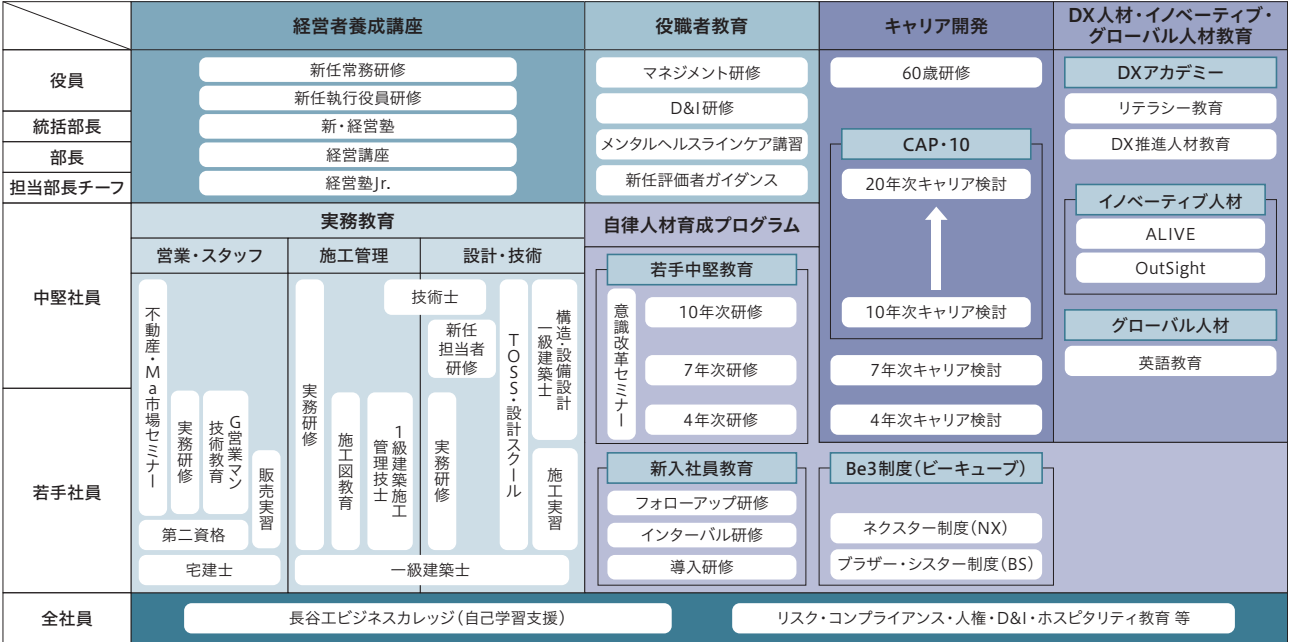 経営者養成講座
役職者教育
キャリア開発
DX人材・イノベーティブ・
グローバル人材教育
役員
統括部長
部長
担当部長チーフ
新任常務研修
新任執行役員研修
新・経営塾
経営講座
経営塾Jr.
マネジメント研修
D&I研修
メンタルヘルスラインケア講習
新任評価者ガイダンス
60歳研修
CAP・10
20年次キャリア検討
10年次キャリア検討
7年次キャリア検討
4年次キャリア検討
DXアカデミー
リテラシー教育
DX推進人材教育
イノベーティブ人材
ALIVE
OutSight
グローバル人材
英語教育
中堅社員
若手社員
実務教育
営業・スタッフ
施工管理
設計・技術
不動産・Ma市場セミナー
実務研修
G営業マン
技術教育
販売実習
第二資格
宅建士
実務研修
施工図教育
1級建築施工
管理技士
技術士
新任
担当者
研修
実務研修
TOSS・設計スクール
構造・設備設計
一級建築士
施工実習
一級建築士
自律人材育成プログラム
若手中堅教育
意識改革セミナー
10年次研修
7年次研修
4年次研修
新入社員教育
フォローアップ研修
インターバル研修
導入研修
Be3制度（ビーキューブ）
ネクスター制度（NX）
ブラザー・シスター制度（BS）
全社員
長谷工ビジネスカレッジ（自己学習支援）
リスク・コンプライアンス・人権・D&I・ホスピタリティ教育 等